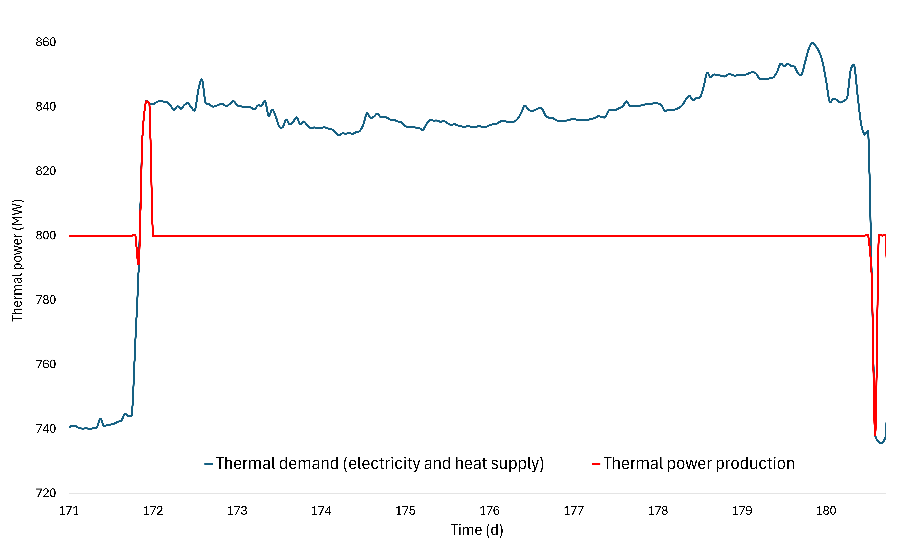 860
840
820
800
780
760
740
720
Thermal power (MW)
Thermal demand (electricity and heat supply) Thermal power production
171 172 173 174 175 176 177 178 179 180
Time (d)